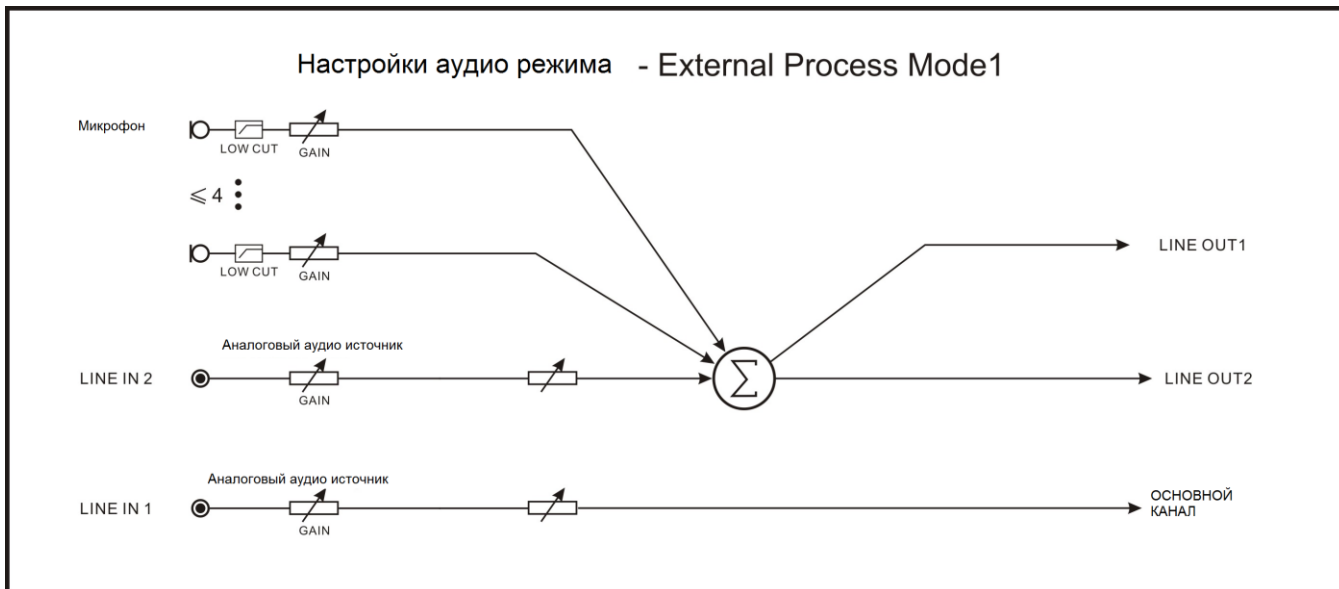 Настройки аудио режима - External Process Mode1
Микрофон
LOW CUT
GAIN
⩽ 4
LOW CUT
GAIN
LINE OUT1
Аналоговый аудио источник
LINE IN 2
GAIN
Σ
LINE OUT2
Аналоговый аудио источник
LINE IN 1
GAIN
ОСНОВНОЙ
КАНАЛ